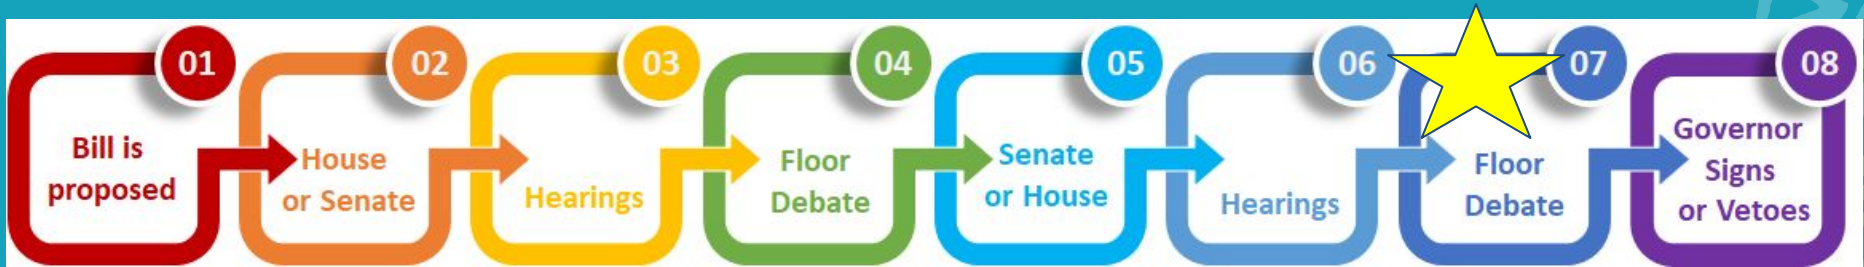 01
Bill is
proposed
02
House
or Senate
03
Hearings
04
Floor
Debate
05
Senate
or House
06
Hearings
07
Floor
Debate
08
Governor
Signs
or Vetoes